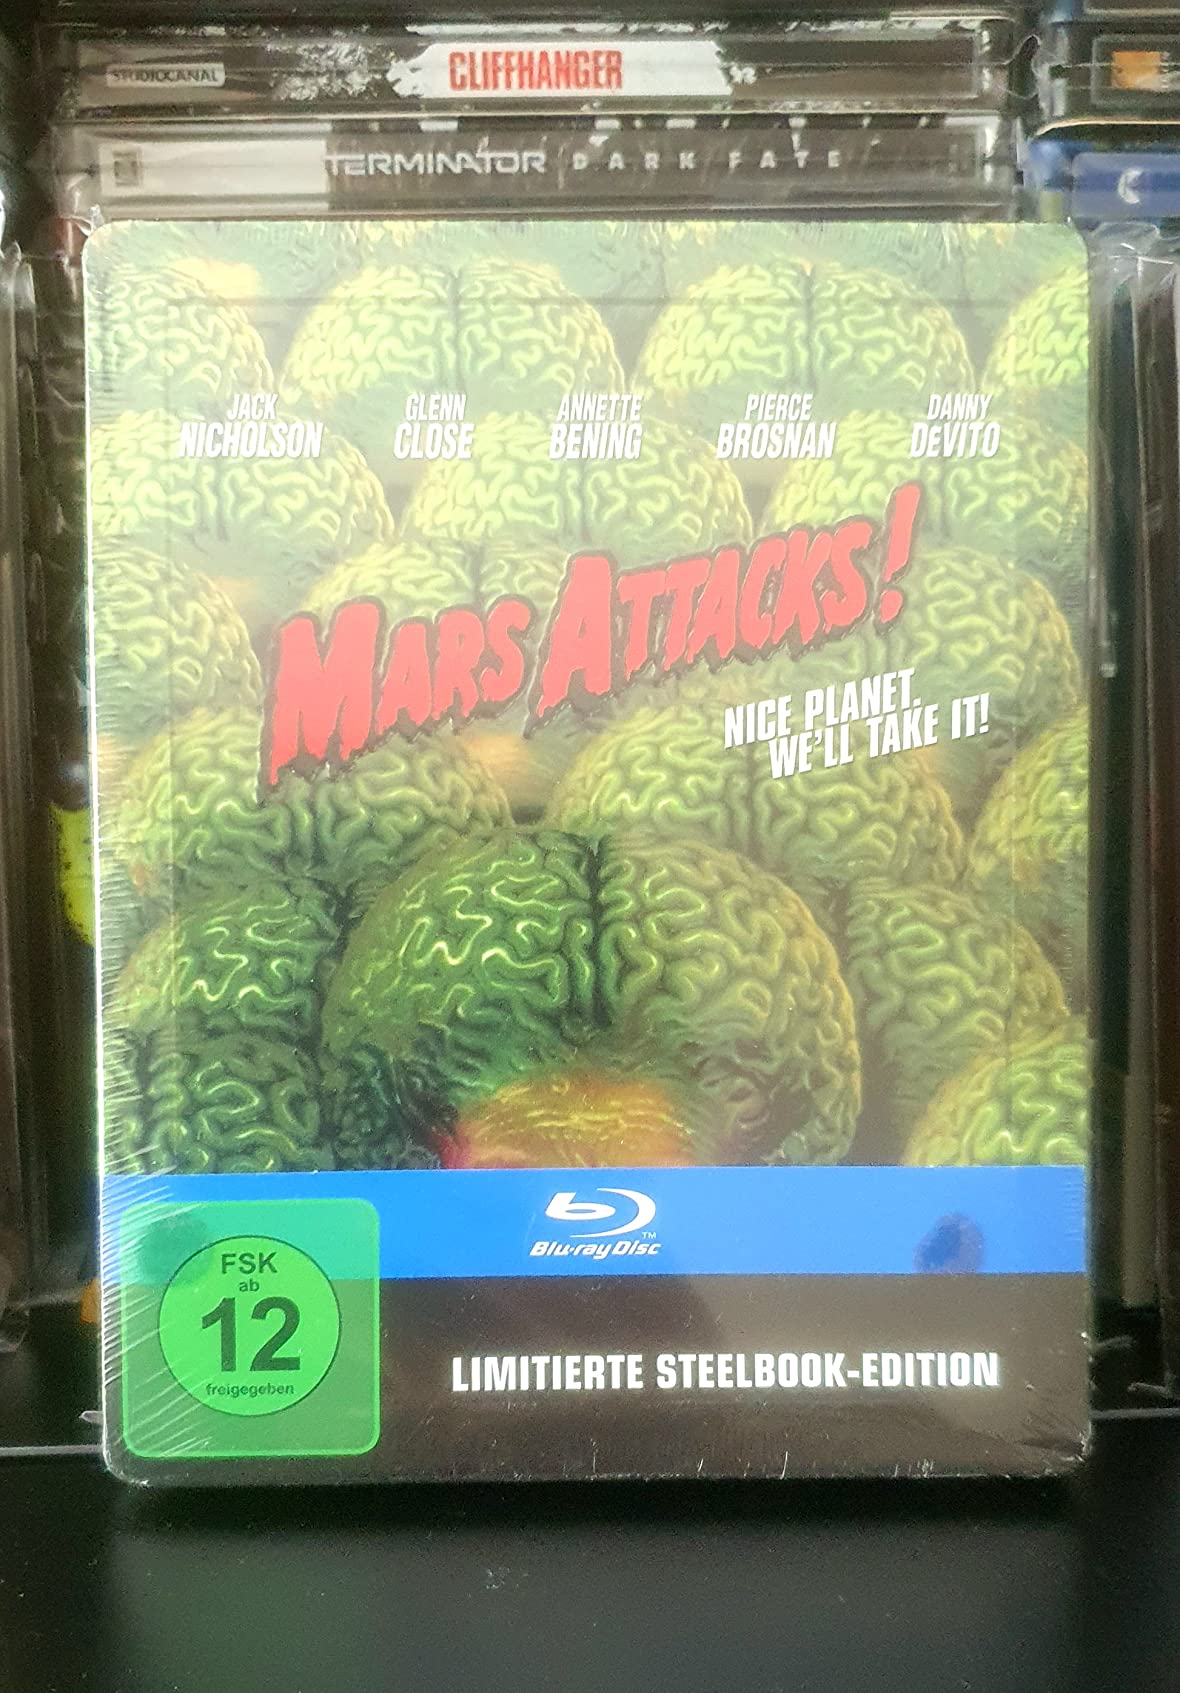 STUDIOCANAL
CLIFFHANGER
TERMINATOR DARK FATE
JACK NICHOLSON
GLENN CLOSE
ANNETTE BENING
PIERCE BROSNAN
DANNY DeVITO
MARS ATTACKS!
NICE PLANET.
WE'LL TAKE IT!
Blu-ray Disc™
FSK
ab
12
freigegeben
LIMITIERTE STEELBOOK-EDITION